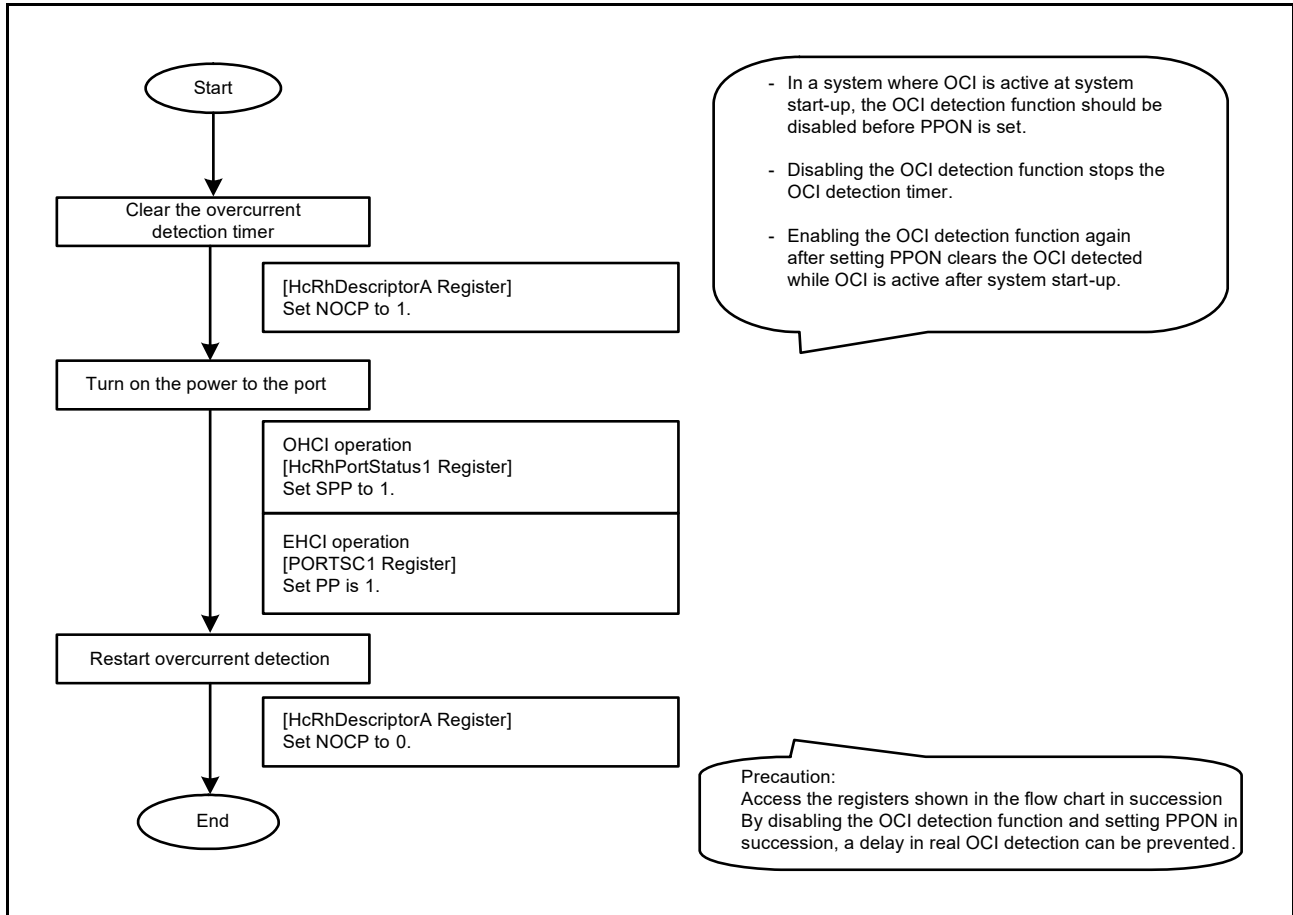 Start
- In a system where OCI is active at system
start-up, the OCI detection function should be
disabled before PPON is set.
- Disabling the OCI detection function stops the
OCI detection timer.
- Enabling the OCI detection function again
after setting PPON clears the OCI detected
while OCI is active after system start-up.
Clear the overcurrent
detection timer
[HcRhDescriptorA Register]
Set NOCP to 1.
Turn on the power to the port
OHCI operation
[HcRhPortStatus1 Register]
Set SPP to 1.
EHCI operation
[PORTSC1 Register]
Set PP is 1.
Restart overcurrent detection
[HcRhDescriptorA Register]
Set NOCP to 0.
End
Precaution:
Access the registers shown in the flow chart in succession
By disabling the OCI detection function and setting PPON in
succession, a delay in real OCI detection can be prevented.